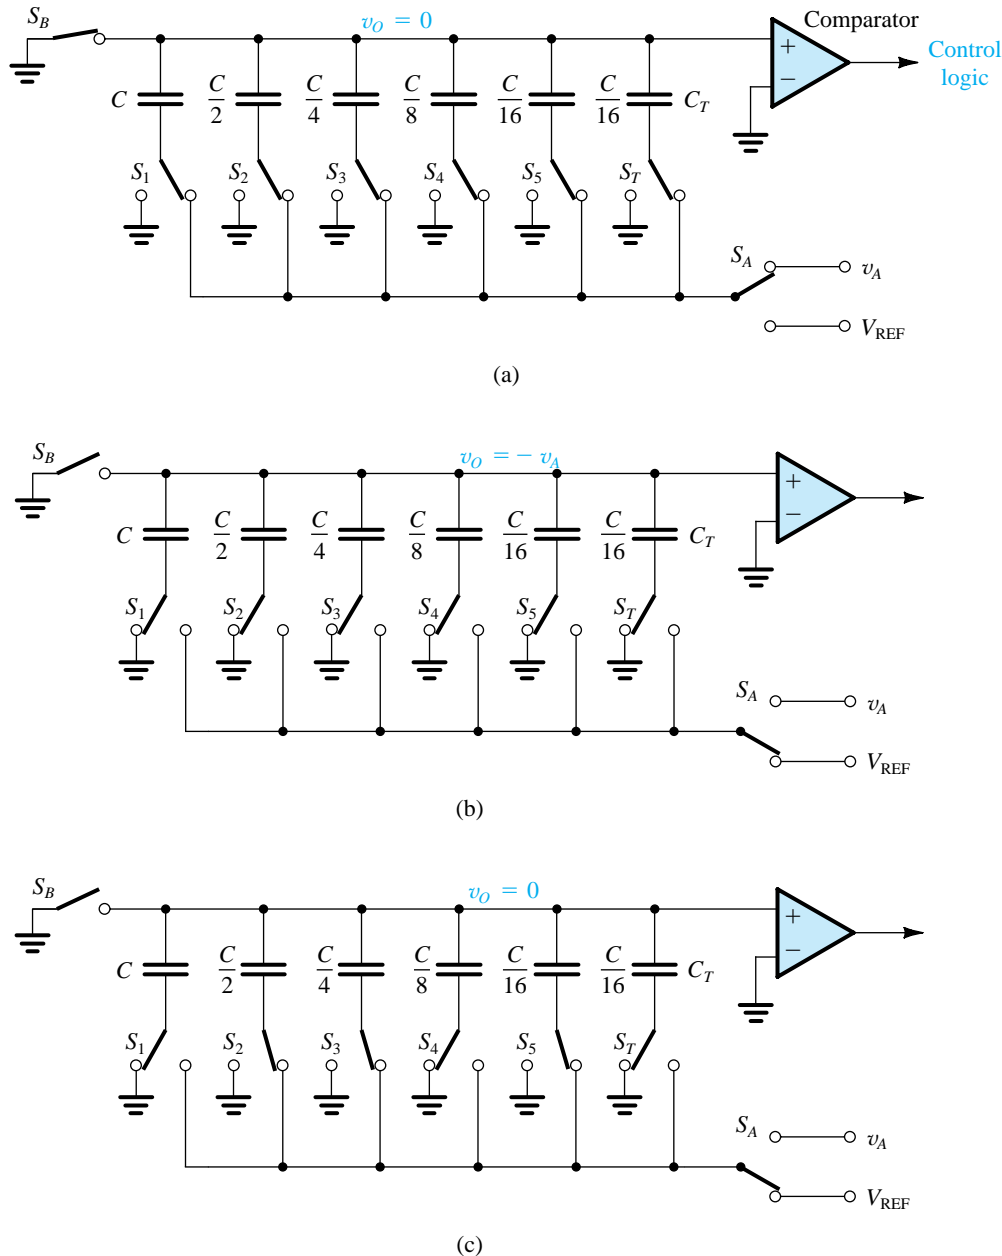 S_B
v_O = 0
Comparator
+
−
Control
logic
C
C/2
C/4
C/8
C/16
C/16
C_T
S_1
S_2
S_3
S_4
S_5
S_T
S_A
v_A
V_REF
(a)
S_B
v_O = − v_A
+
−
C
C/2
C/4
C/8
C/16
C/16
C_T
S_1
S_2
S_3
S_4
S_5
S_T
S_A
v_A
V_REF
(b)
S_B
v_O = 0
+
−
C
C/2
C/4
C/8
C/16
C/16
C_T
S_1
S_2
S_3
S_4
S_5
S_T
S_A
v_A
V_REF
(c)